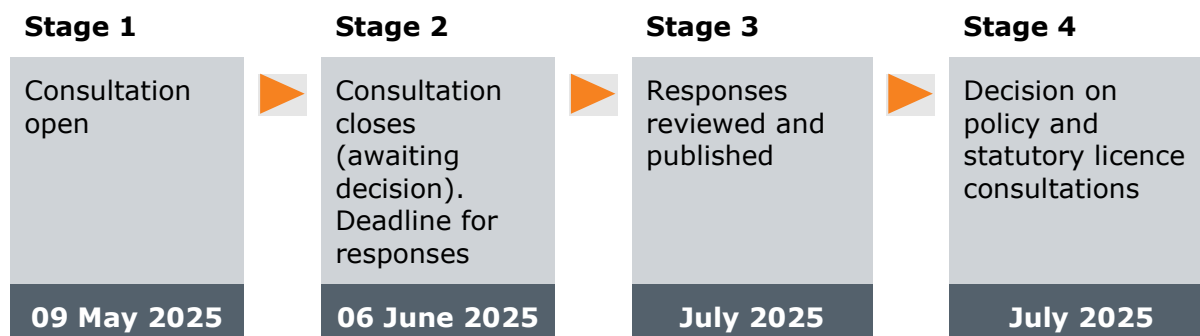 Stage 1
Consultation
open
09 May 2025
Stage 2
Consultation
closes
(awaiting
decision).
Deadline for
responses
06 June 2025
Stage 3
Responses
reviewed and
published
July 2025
Stage 4
Decision on
policy and
statutory licence
consultations
July 2025